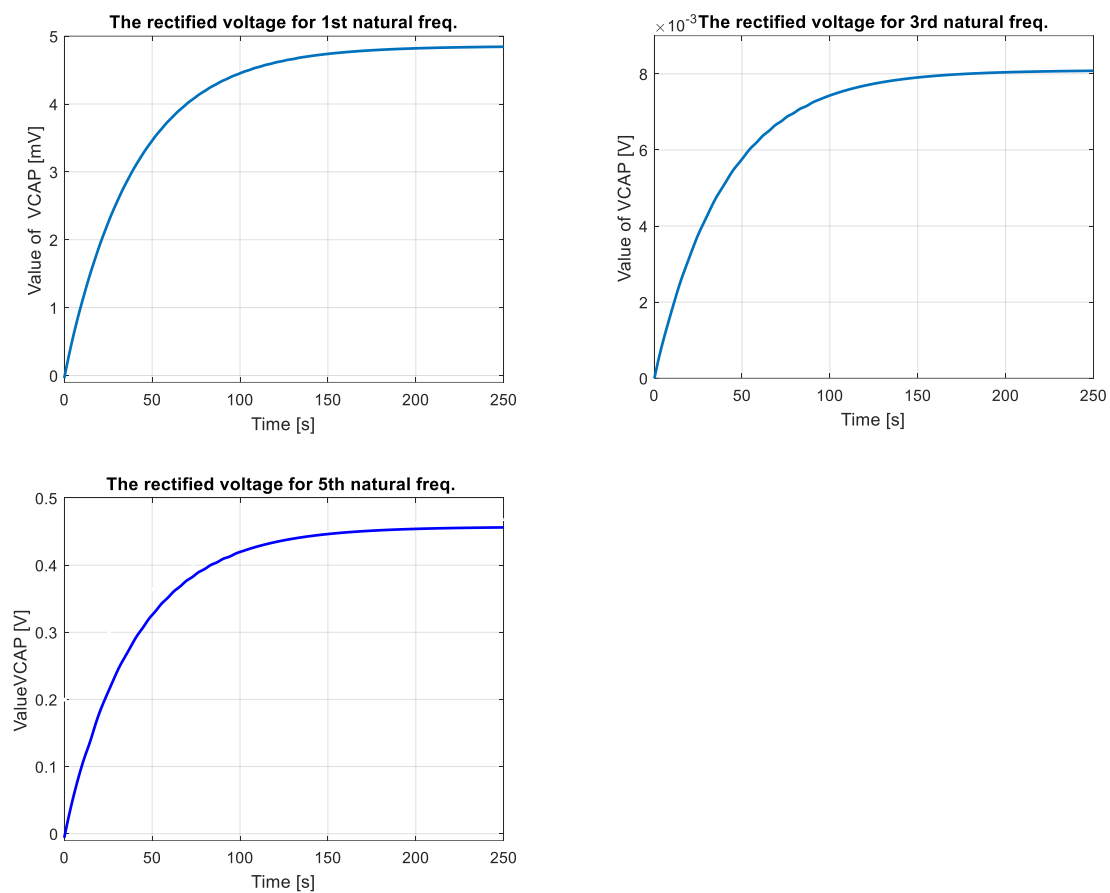 The rectified voltage for 1st natural freq.
5
4
3
2
1
0
Value of VCAP [mV]
0 50 100 150 200 250
Time [s]
×10-3
The rectified voltage for 3rd natural freq.
8
6
4
2
0
Value of VCAP [V]
0 50 100 150 200 250
Time [s]
The rectified voltage for 5th natural freq.
0.5
0.4
0.3
0.2
0.1
0
ValueVCAP [V]
0 50 100 150 200 250
Time [s]